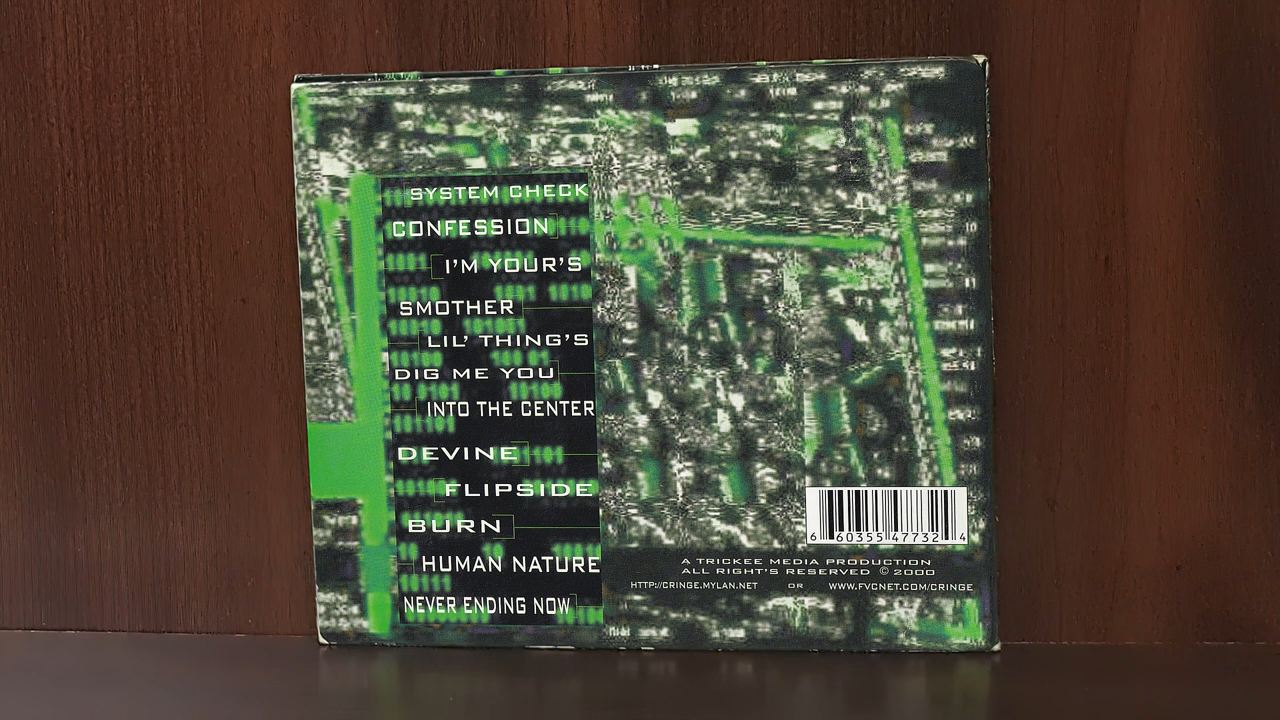 SYSTEM CHECK
CONFESSION
I'M YOUR'S
SMOTHER
LIL' THING'S
DIG ME YOU
INTO THE CENTER
DEVINE
FLIPSIDE
BURN
HUMAN NATURE
NEVER ENDING NOW
6 60355 47732 4
A TRICKEE MEDIA PRODUCTION
ALL RIGHT'S RESERVED © 2000
HTTP://CRINGE.MYLAN.NET OR WWW.FVCNET.COM/CRINGE